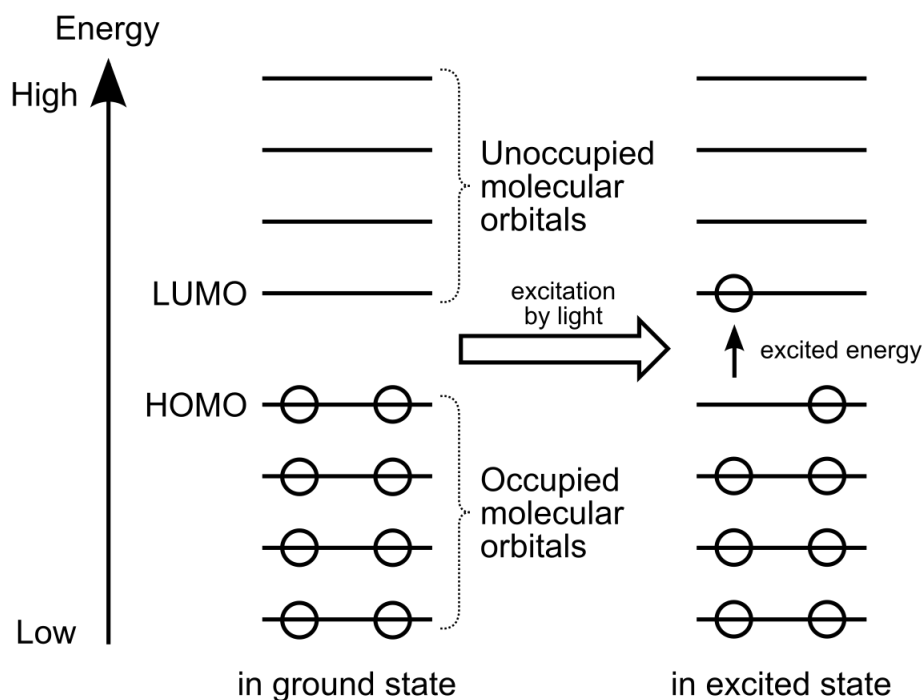 Energy
High
Unoccupied
molecular
orbitals
LUMO
excitation
by light
excited energy
HOMO
Occupied
molecular
orbitals
Low
in ground state
in excited state